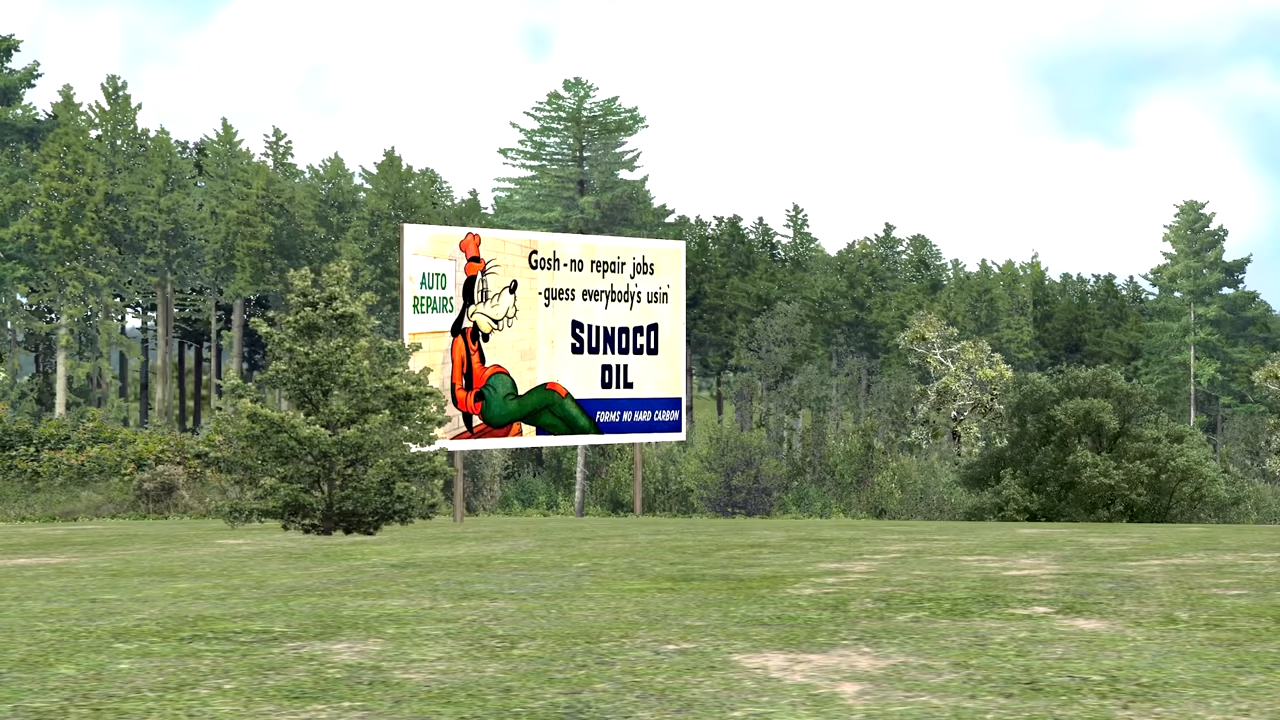 AUTO
REPAIRS
Gosh-no repair jobs
-guess everybody's usin'
SUNOCO
OIL
FORMS NO HARD CARBON